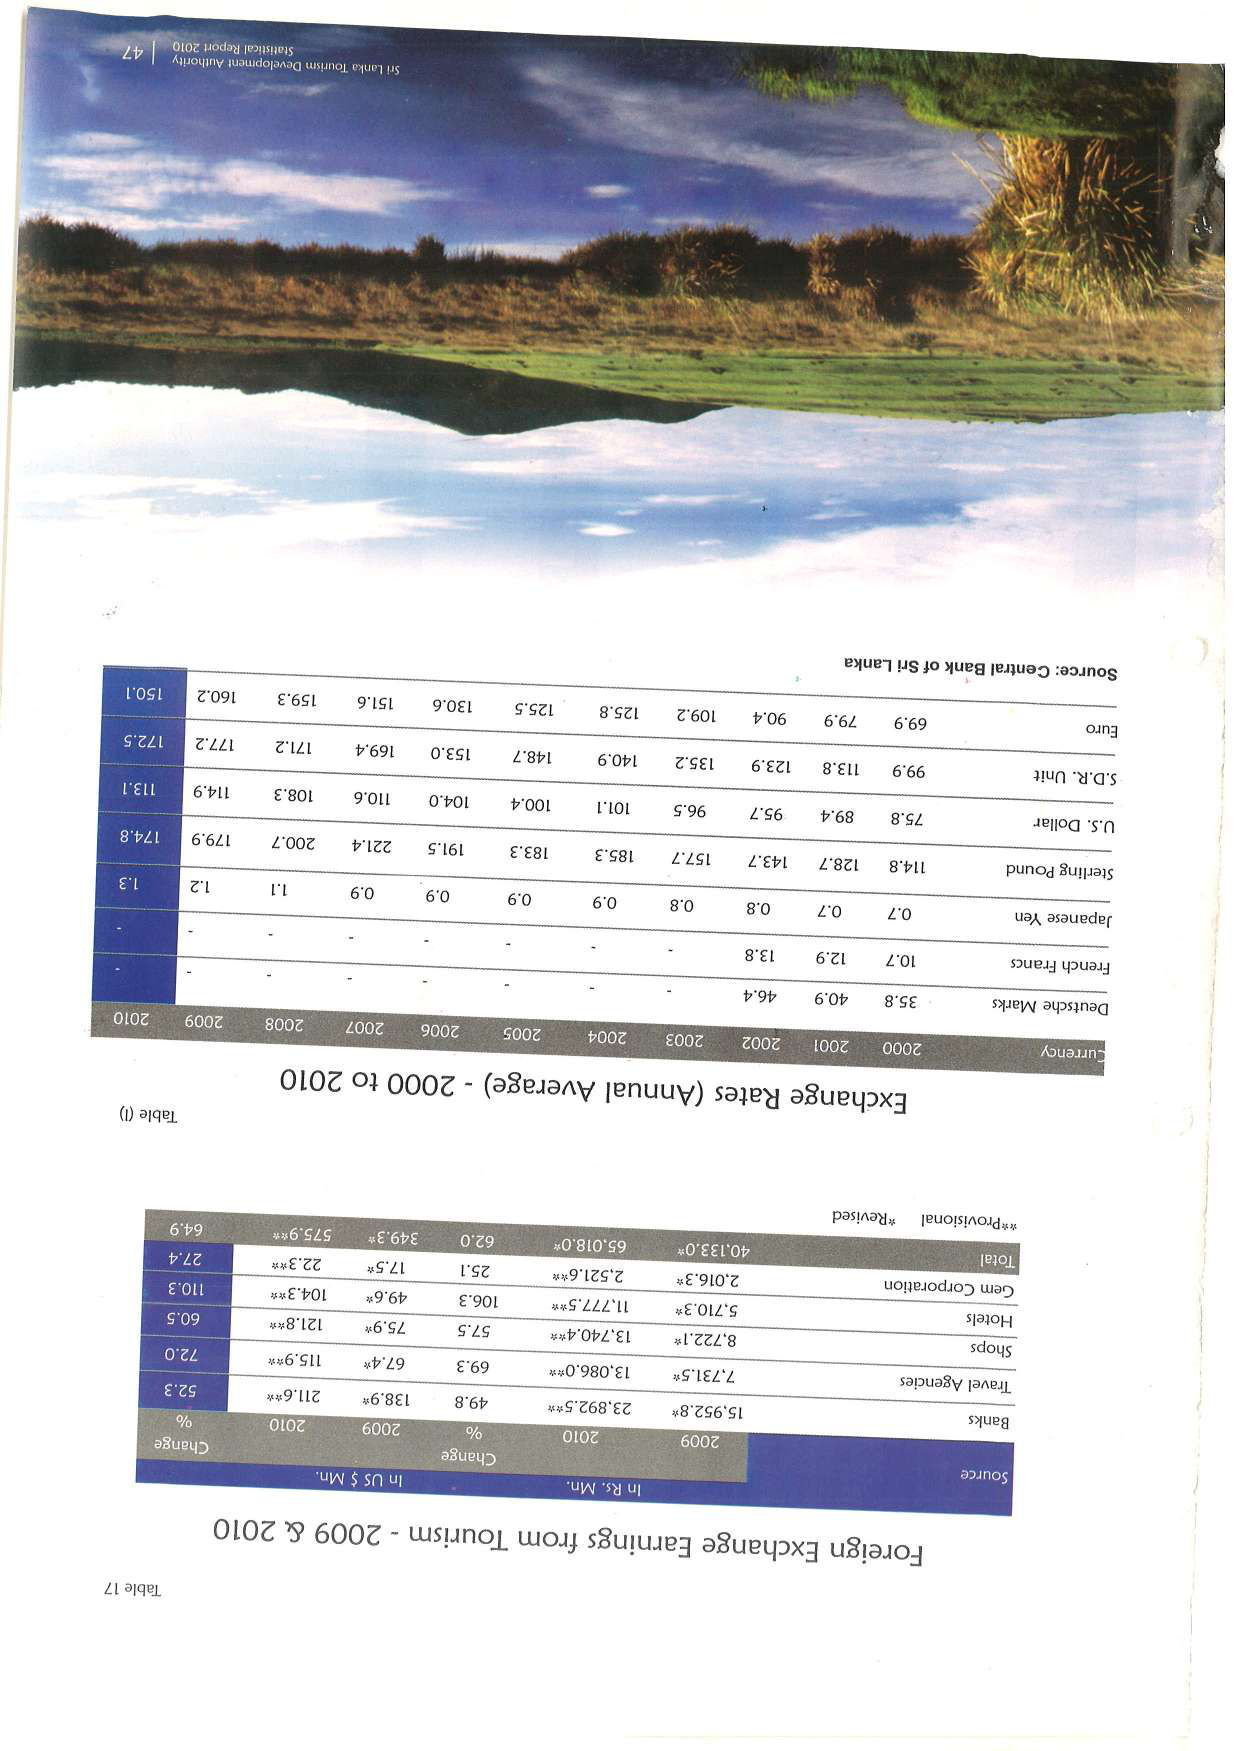 Table 17
Foreign Exchange Earnings from Tourism - 2009 & 2010
Source In Rs. Mn. In US $ Mn.
2009 2010 Change % 2009 2010 Change %
Banks 15,952.8* 23,892.5** 49.8 138.9* 211.6** 52.3
Travel Agencies 7,731.5* 13,086.0** 69.3 67.4* 115.9** 72.0
Shops 8,722.1* 13,740.4** 57.5 75.9* 121.8** 60.5
Hotels 5,710.3* 11,777.5** 106.3 49.6* 104.3** 110.3
Gem Corporation 2,016.3* 2,521.6** 25.1 17.5* 22.3** 27.4
Total 40,133.0* 65,018.0* 62.0 349.3* 575.9** 64.9
**Provisional *Revised
Table (I)
Exchange Rates (Annual Average) - 2000 to 2010
Currency 2000 2001 2002 2003 2004 2005 2006 2007 2008 2009 2010
Deutsche Marks 35.8 40.9 46.4 - - - - - - - -
French Francs 10.7 12.9 13.8 - - - - - - - -
Japanese Yen 0.7 0.7 0.8 0.8 0.9 0.9 0.9 0.9 1.1 1.2 1.3
Sterling Pound 114.8 128.7 143.7 157.7 185.3 183.3 191.5 221.4 200.7 179.9 174.8
U.S. Dollar 75.8 89.4 95.7 96.5 101.1 100.4 104.0 110.6 108.3 114.9 113.1
S.D.R. Unit 99.9 113.8 123.9 135.2 140.9 148.7 153.0 169.4 171.2 177.2 172.5
Euro 69.9 79.9 90.4 109.2 125.8 125.5 130.6 151.6 159.3 160.2 150.1
Source: Central Bank of Sri Lanka
Sri Lanka Tourism Development Authority
Statistical Report 2010 | 47